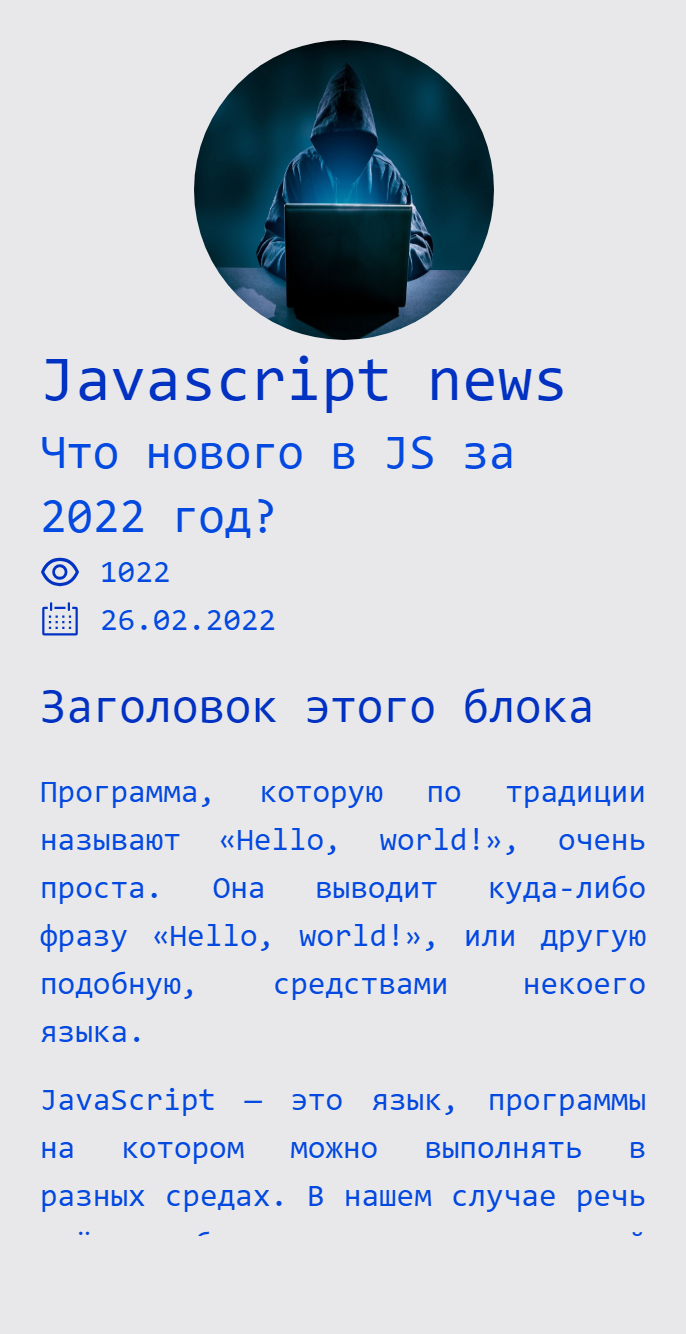 Javascript news
Что нового в JS за
2022 год?
1022
26.02.2022
Заголовок этого блока
Программа, которую по традиции
называют «Hello, world!», очень
проста. Она выводит куда-либо
фразу «Hello, world!», или другую
подобную, средствами некоего
языка.
JavaScript — это язык, программы
на котором можно выполнять в
разных средах. В нашем случае речь